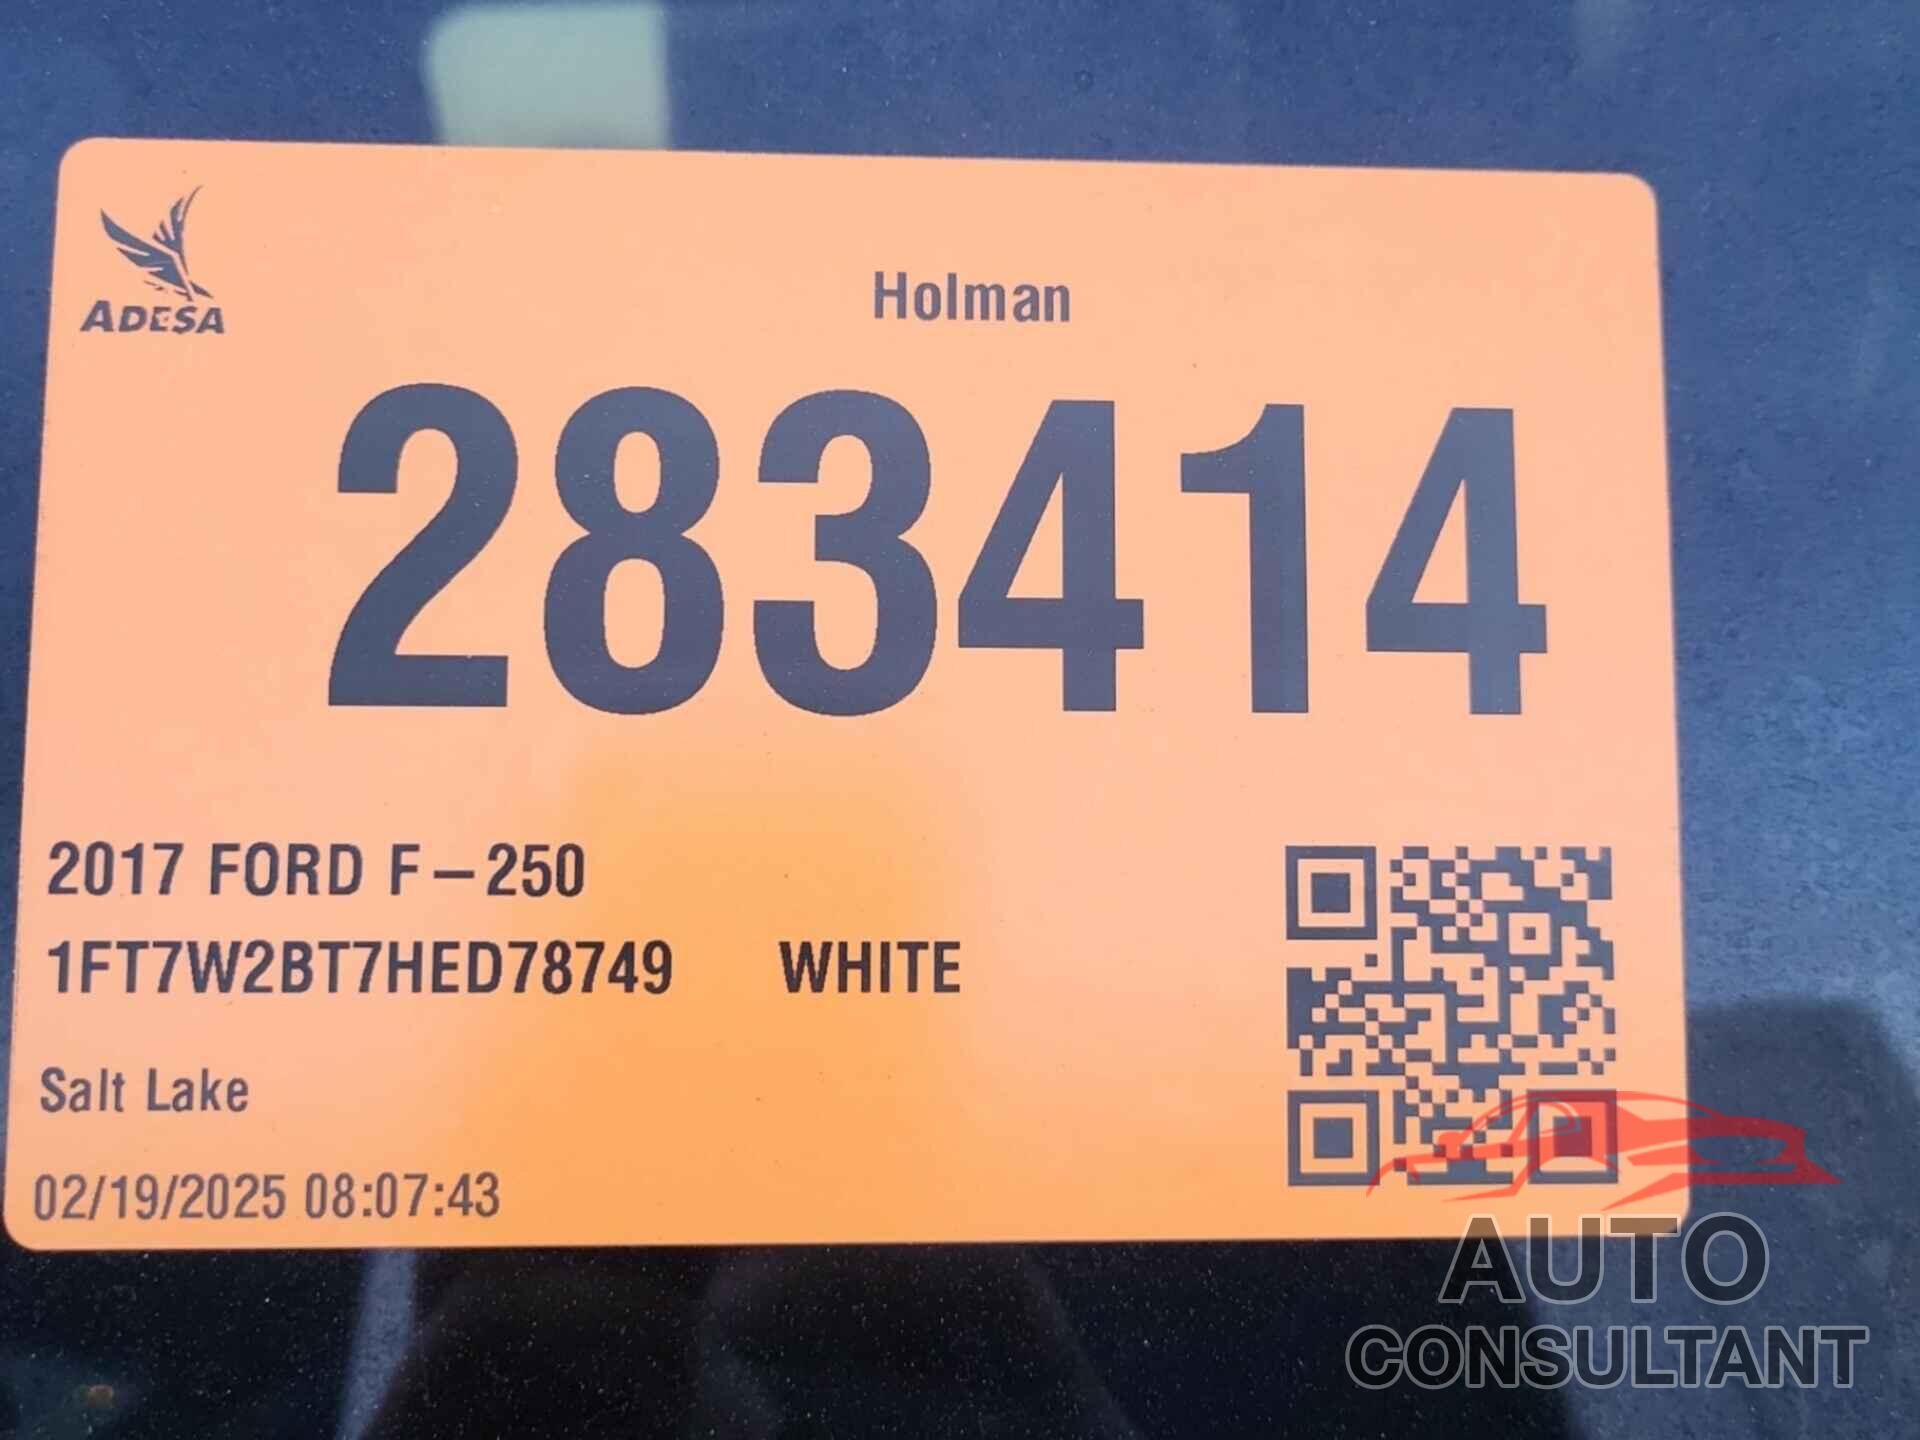 ADESA
Holman
283414
2017 FORD F-250
1FT7W2BT7HED78749 WHITE
Salt Lake
02/19/2025 08:07:43
AUTO
CONSULTANT